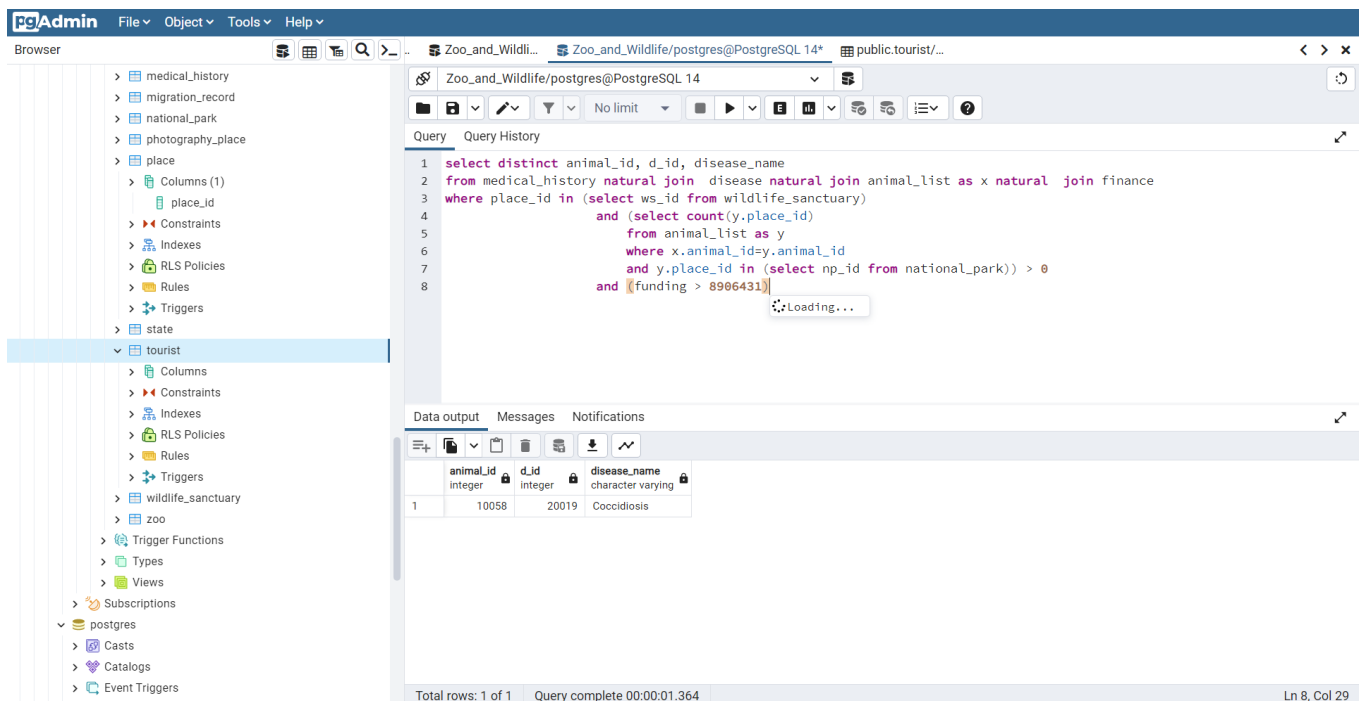 pgAdmin File Object Tools Help
Browser
.. Zoo_and_Wildli... Zoo_and_Wildlife/postgres@PostgreSQL 14* public.tourist/...
medical_history
migration_record
national_park
photography_place
place
Columns (1)
place_id
Constraints
Indexes
RLS Policies
Rules
Triggers
state
tourist
Columns
Constraints
Indexes
RLS Policies
Rules
Triggers
wildlife_sanctuary
zoo
Trigger Functions
Types
Views
Subscriptions
postgres
Casts
Catalogs
Event Triggers
Zoo_and_Wildlife/postgres@PostgreSQL 14
No limit E
Query Query History
1 select distinct animal_id, d_id, disease_name
2 from medical_history natural join  disease natural join animal_list as x natural  join finance
3 where place_id in (select ws_id from wildlife_sanctuary)
4 and (select count(y.place_id)
5 from animal_list as y
6 where x.animal_id=y.animal_id
7 and y.place_id in (select np_id from national_park)) > 0
8 and (funding > 8906431)
Loading...
Data output Messages Notifications
animal_id d_id disease_name
integer integer character varying
1 10058 20019 Coccidiosis
Total rows: 1 of 1 Query complete 00:00:01.364 Ln 8, Col 29